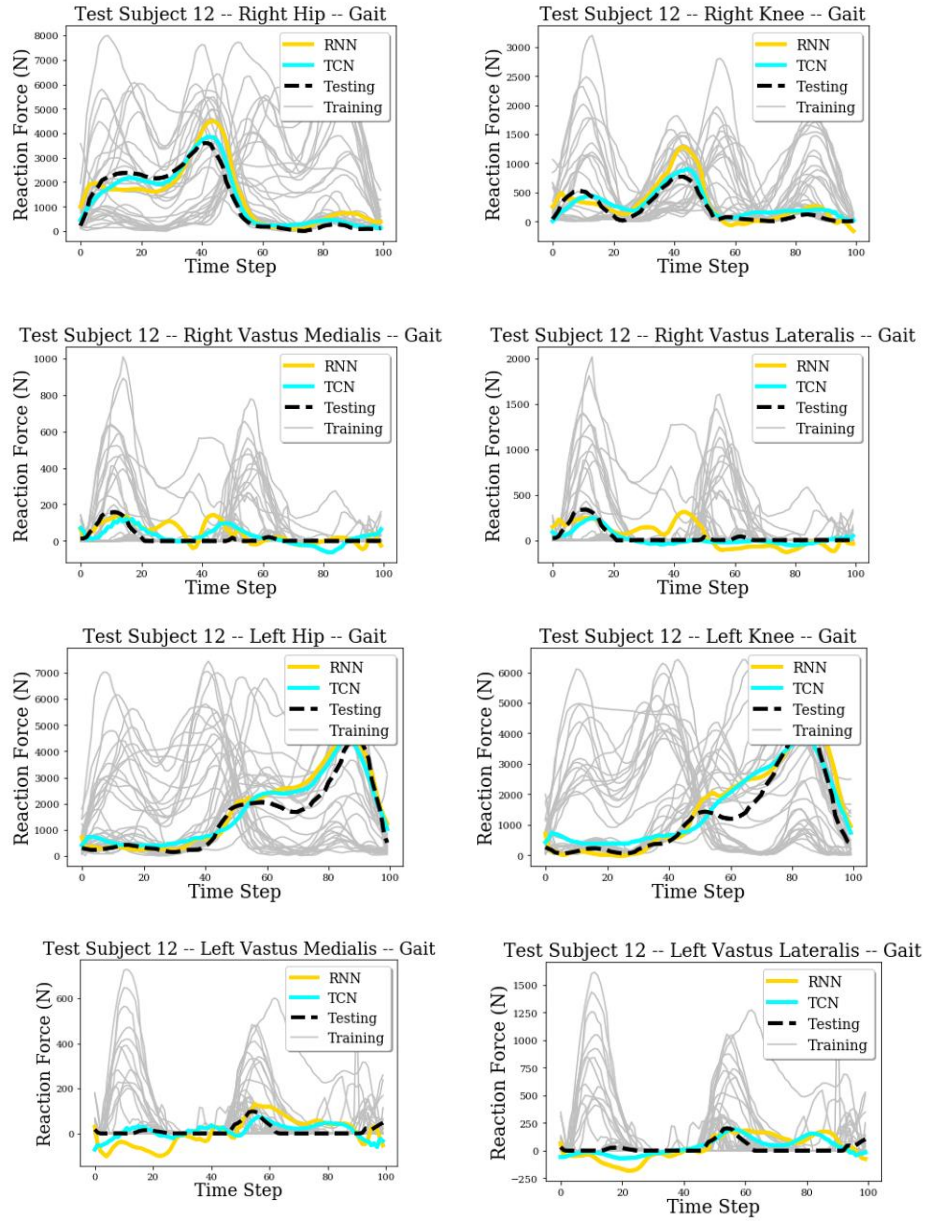 Test Subject 12 -- Right Hip -- Gait
Reaction Force (N)
8000
7000
6000
5000
4000
3000
2000
1000
0
RNN
TCN
Testing
Training
0 20 40 60 80 100
Time Step
Test Subject 12 -- Right Knee -- Gait
Reaction Force (N)
3000
2500
2000
1500
1000
500
0
RNN
TCN
Testing
Training
0 20 40 60 80 100
Time Step
Test Subject 12 -- Right Vastus Medialis -- Gait
Reaction Force (N)
1000
800
600
400
200
0
RNN
TCN
Testing
Training
0 20 40 60 80 100
Time Step
Test Subject 12 -- Right Vastus Lateralis -- Gait
Reaction Force (N)
2000
1500
1000
500
0
RNN
TCN
Testing
Training
0 20 40 60 80 100
Time Step
Test Subject 12 -- Left Hip -- Gait
Reaction Force (N)
7000
6000
5000
4000
3000
2000
1000
0
RNN
TCN
Testing
Training
0 20 40 60 80 100
Time Step
Test Subject 12 -- Left Knee -- Gait
Reaction Force (N)
6000
5000
4000
3000
2000
1000
0
RNN
TCN
Testing
Training
0 20 40 60 80 100
Time Step
Test Subject 12 -- Left Vastus Medialis -- Gait
Reaction Force (N)
600
400
200
0
RNN
TCN
Testing
Training
0 20 40 60 80 100
Time Step
Test Subject 12 -- Left Vastus Lateralis -- Gait
Reaction Force (N)
1500
1250
1000
750
500
250
0
−250
RNN
TCN
Testing
Training
0 20 40 60 80 100
Time Step